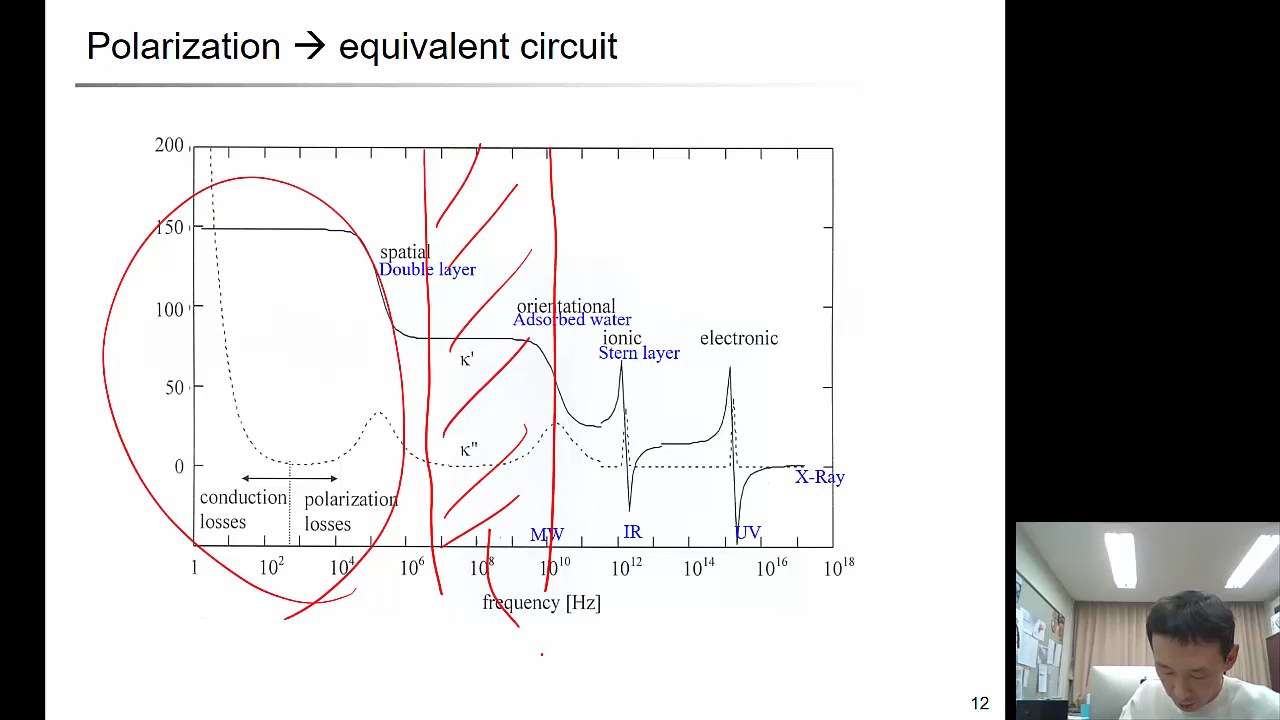 Polarization → equivalent circuit
200
150
100
50
0
spatial
Double layer
orientational
Adsorbed water
ionic
Stern layer
electronic
κ'
κ"
conduction losses
polarization losses
MW
IR
UV
X-Ray
1 10² 10⁴ 10⁶ 10⁸ 10¹⁰ 10¹² 10¹⁴ 10¹⁶ 10¹⁸
frequency [Hz]
12